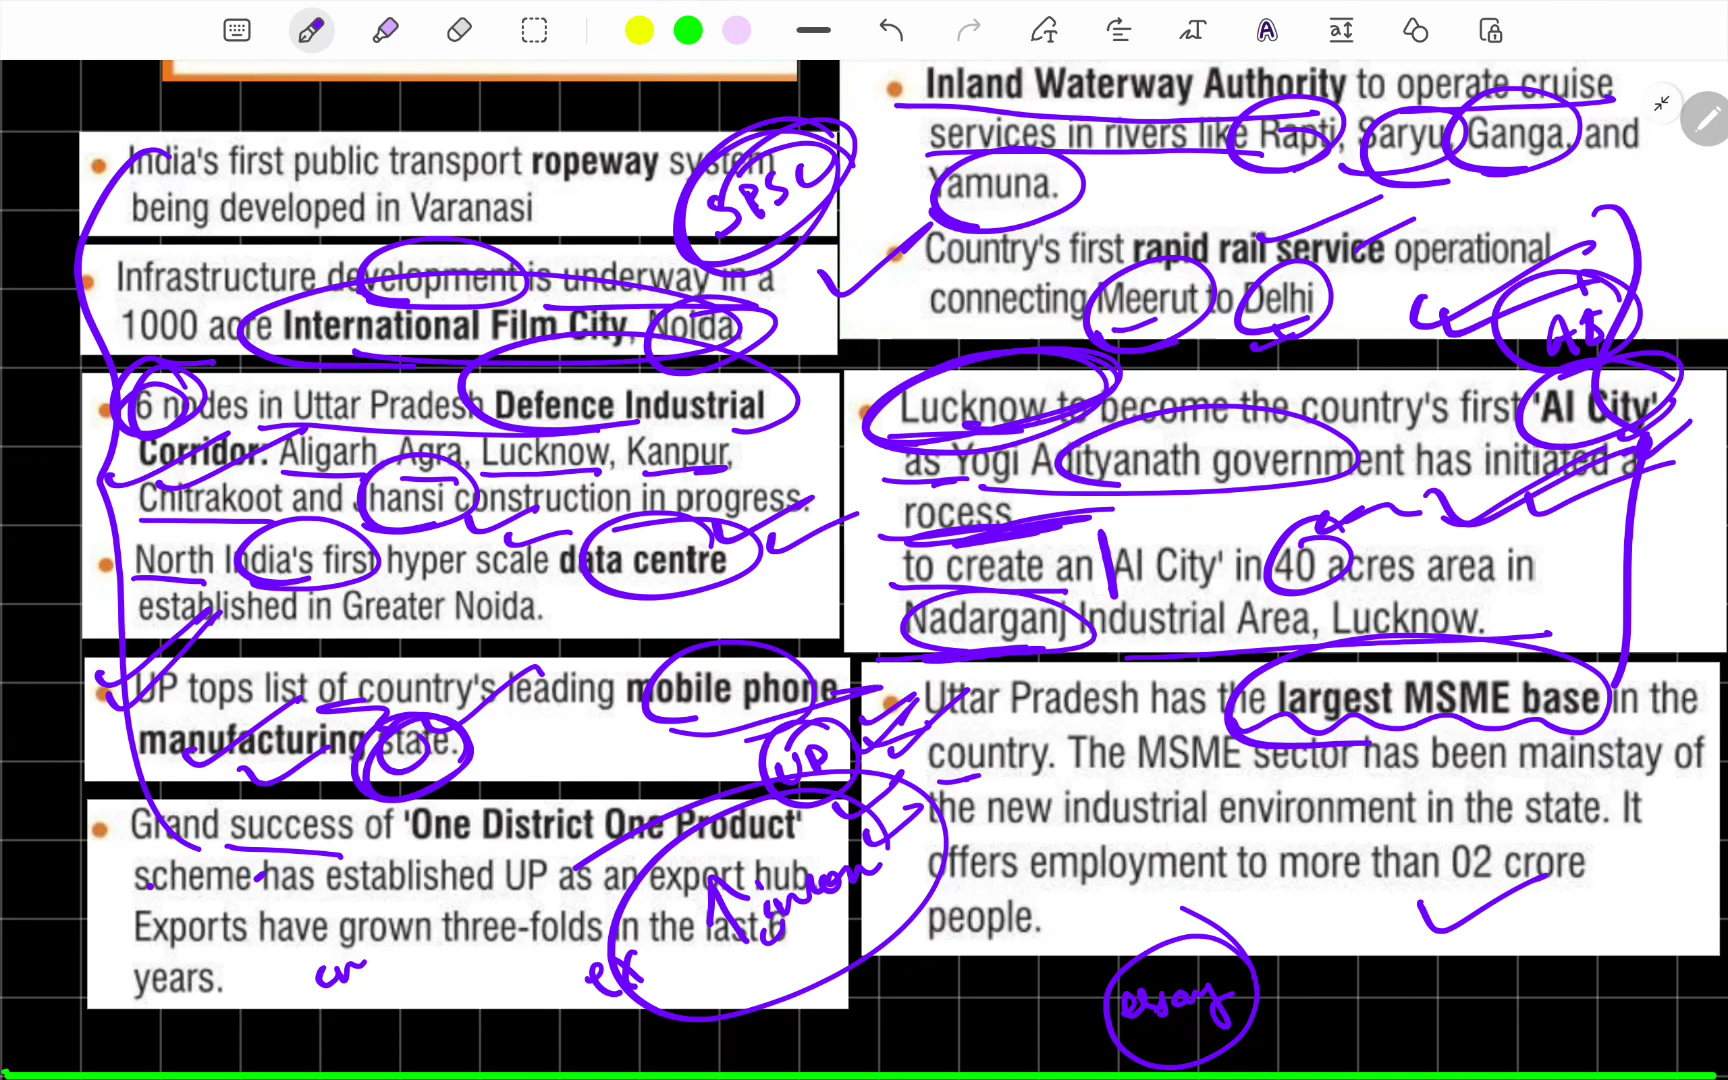 India's first public transport ropeway system
being developed in Varanasi
SPSC
Infrastructure development is underway in a
1000 acre International Film City, Noida
6 nodes in Uttar Pradesh Defence Industrial
Corridor: Aligarh, Agra, Lucknow, Kanpur,
Chitrakoot and Jhansi construction in progress.
North India's first hyper scale data centre
established in Greater Noida.
UP tops list of country's leading mobile phone
manufacturing state.
UP
Grand success of 'One District One Product'
scheme has established UP as an export hub
Exports have grown three-folds in the last 6
years.
Inland Waterway Authority to operate cruise
services in rivers like Rapti, Saryu, Ganga, and
Yamuna.
Country's first rapid rail service operational
connecting Meerut to Delhi
Lucknow to become the country's first 'AI City'
as Yogi Adityanath government has initiated a
rocess
to create an 'AI City' in 40 acres area in
Nadarganj Industrial Area, Lucknow.
Uttar Pradesh has the largest MSME base in the
country. The MSME sector has been mainstay of
the new industrial environment in the state. It
offers employment to more than 02 crore
people.
essay